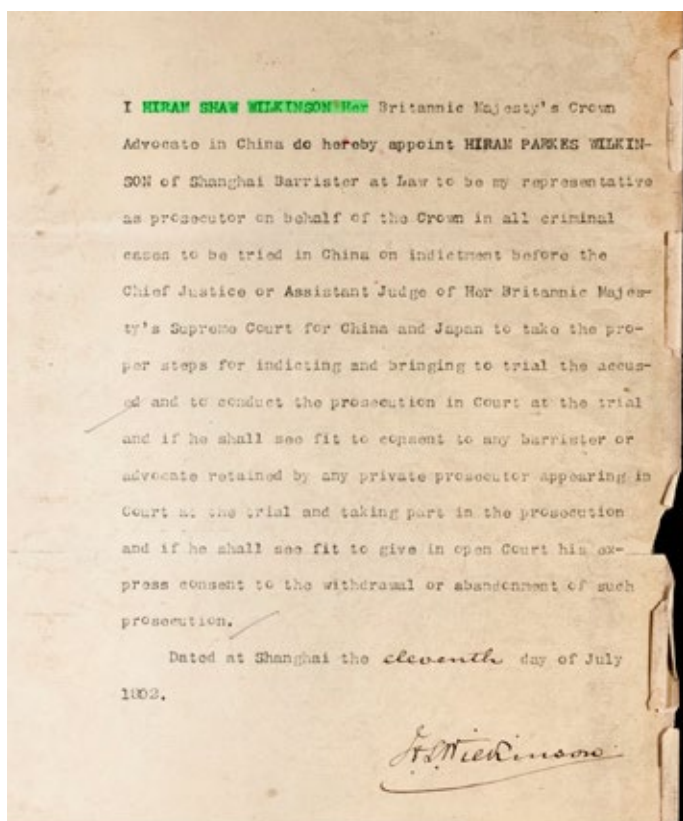 I HIRAM SHAW WILKINSON Her Britannic Majesty's Crown
Advocate in China do hereby appoint HIRAM PARKES WILKIN-
SON of Shanghai Barrister at Law to be my representative
as prosecutor on behalf of the Crown in all criminal
cases to be tried in China on indictment before the
Chief Justice or Assistant Judge of Her Britannic Majes-
ty's Supreme Court for China and Japan to take the pro-
per steps for indicting and bringing to trial the accus-
ed and to conduct the prosecution in Court at the trial
and if he shall see fit to consent to any barrister or
advocate retained by any private prosecutor appearing in
Court at the trial and taking part in the prosecution
and if he shall see fit to give in open Court his ex-
press consent to the withdrawal or abandonment of such
prosecution.
Dated at Shanghai the eleventh day of July
1892.
H.S.Wilkinson